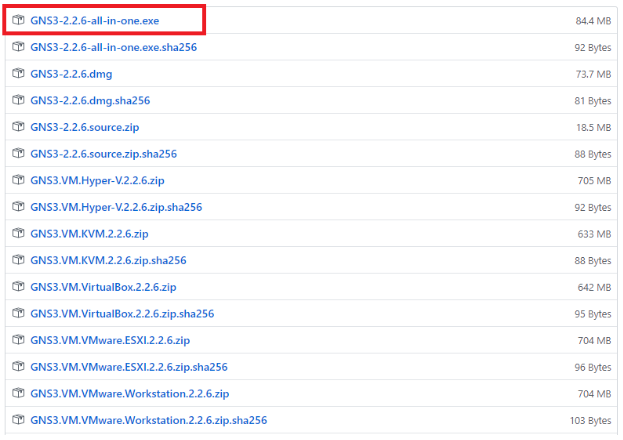 GNS3-2.2.6-all-in-one.exe 84.4 MB
GNS3-2.2.6-all-in-one.exe.sha256 92 Bytes
GNS3-2.2.6.dmg 73.7 MB
GNS3-2.2.6.dmg.sha256 81 Bytes
GNS3-2.2.6.source.zip 18.5 MB
GNS3-2.2.6.source.zip.sha256 88 Bytes
GNS3.VM.Hyper-V.2.2.6.zip 705 MB
GNS3.VM.Hyper-V.2.2.6.zip.sha256 92 Bytes
GNS3.VM.KVM.2.2.6.zip 633 MB
GNS3.VM.KVM.2.2.6.zip.sha256 88 Bytes
GNS3.VM.VirtualBox.2.2.6.zip 642 MB
GNS3.VM.VirtualBox.2.2.6.zip.sha256 95 Bytes
GNS3.VM.VMware.ESXI.2.2.6.zip 704 MB
GNS3.VM.VMware.ESXI.2.2.6.zip.sha256 96 Bytes
GNS3.VM.VMware.Workstation.2.2.6.zip 704 MB
GNS3.VM.VMware.Workstation.2.2.6.zip.sha256 103 Bytes